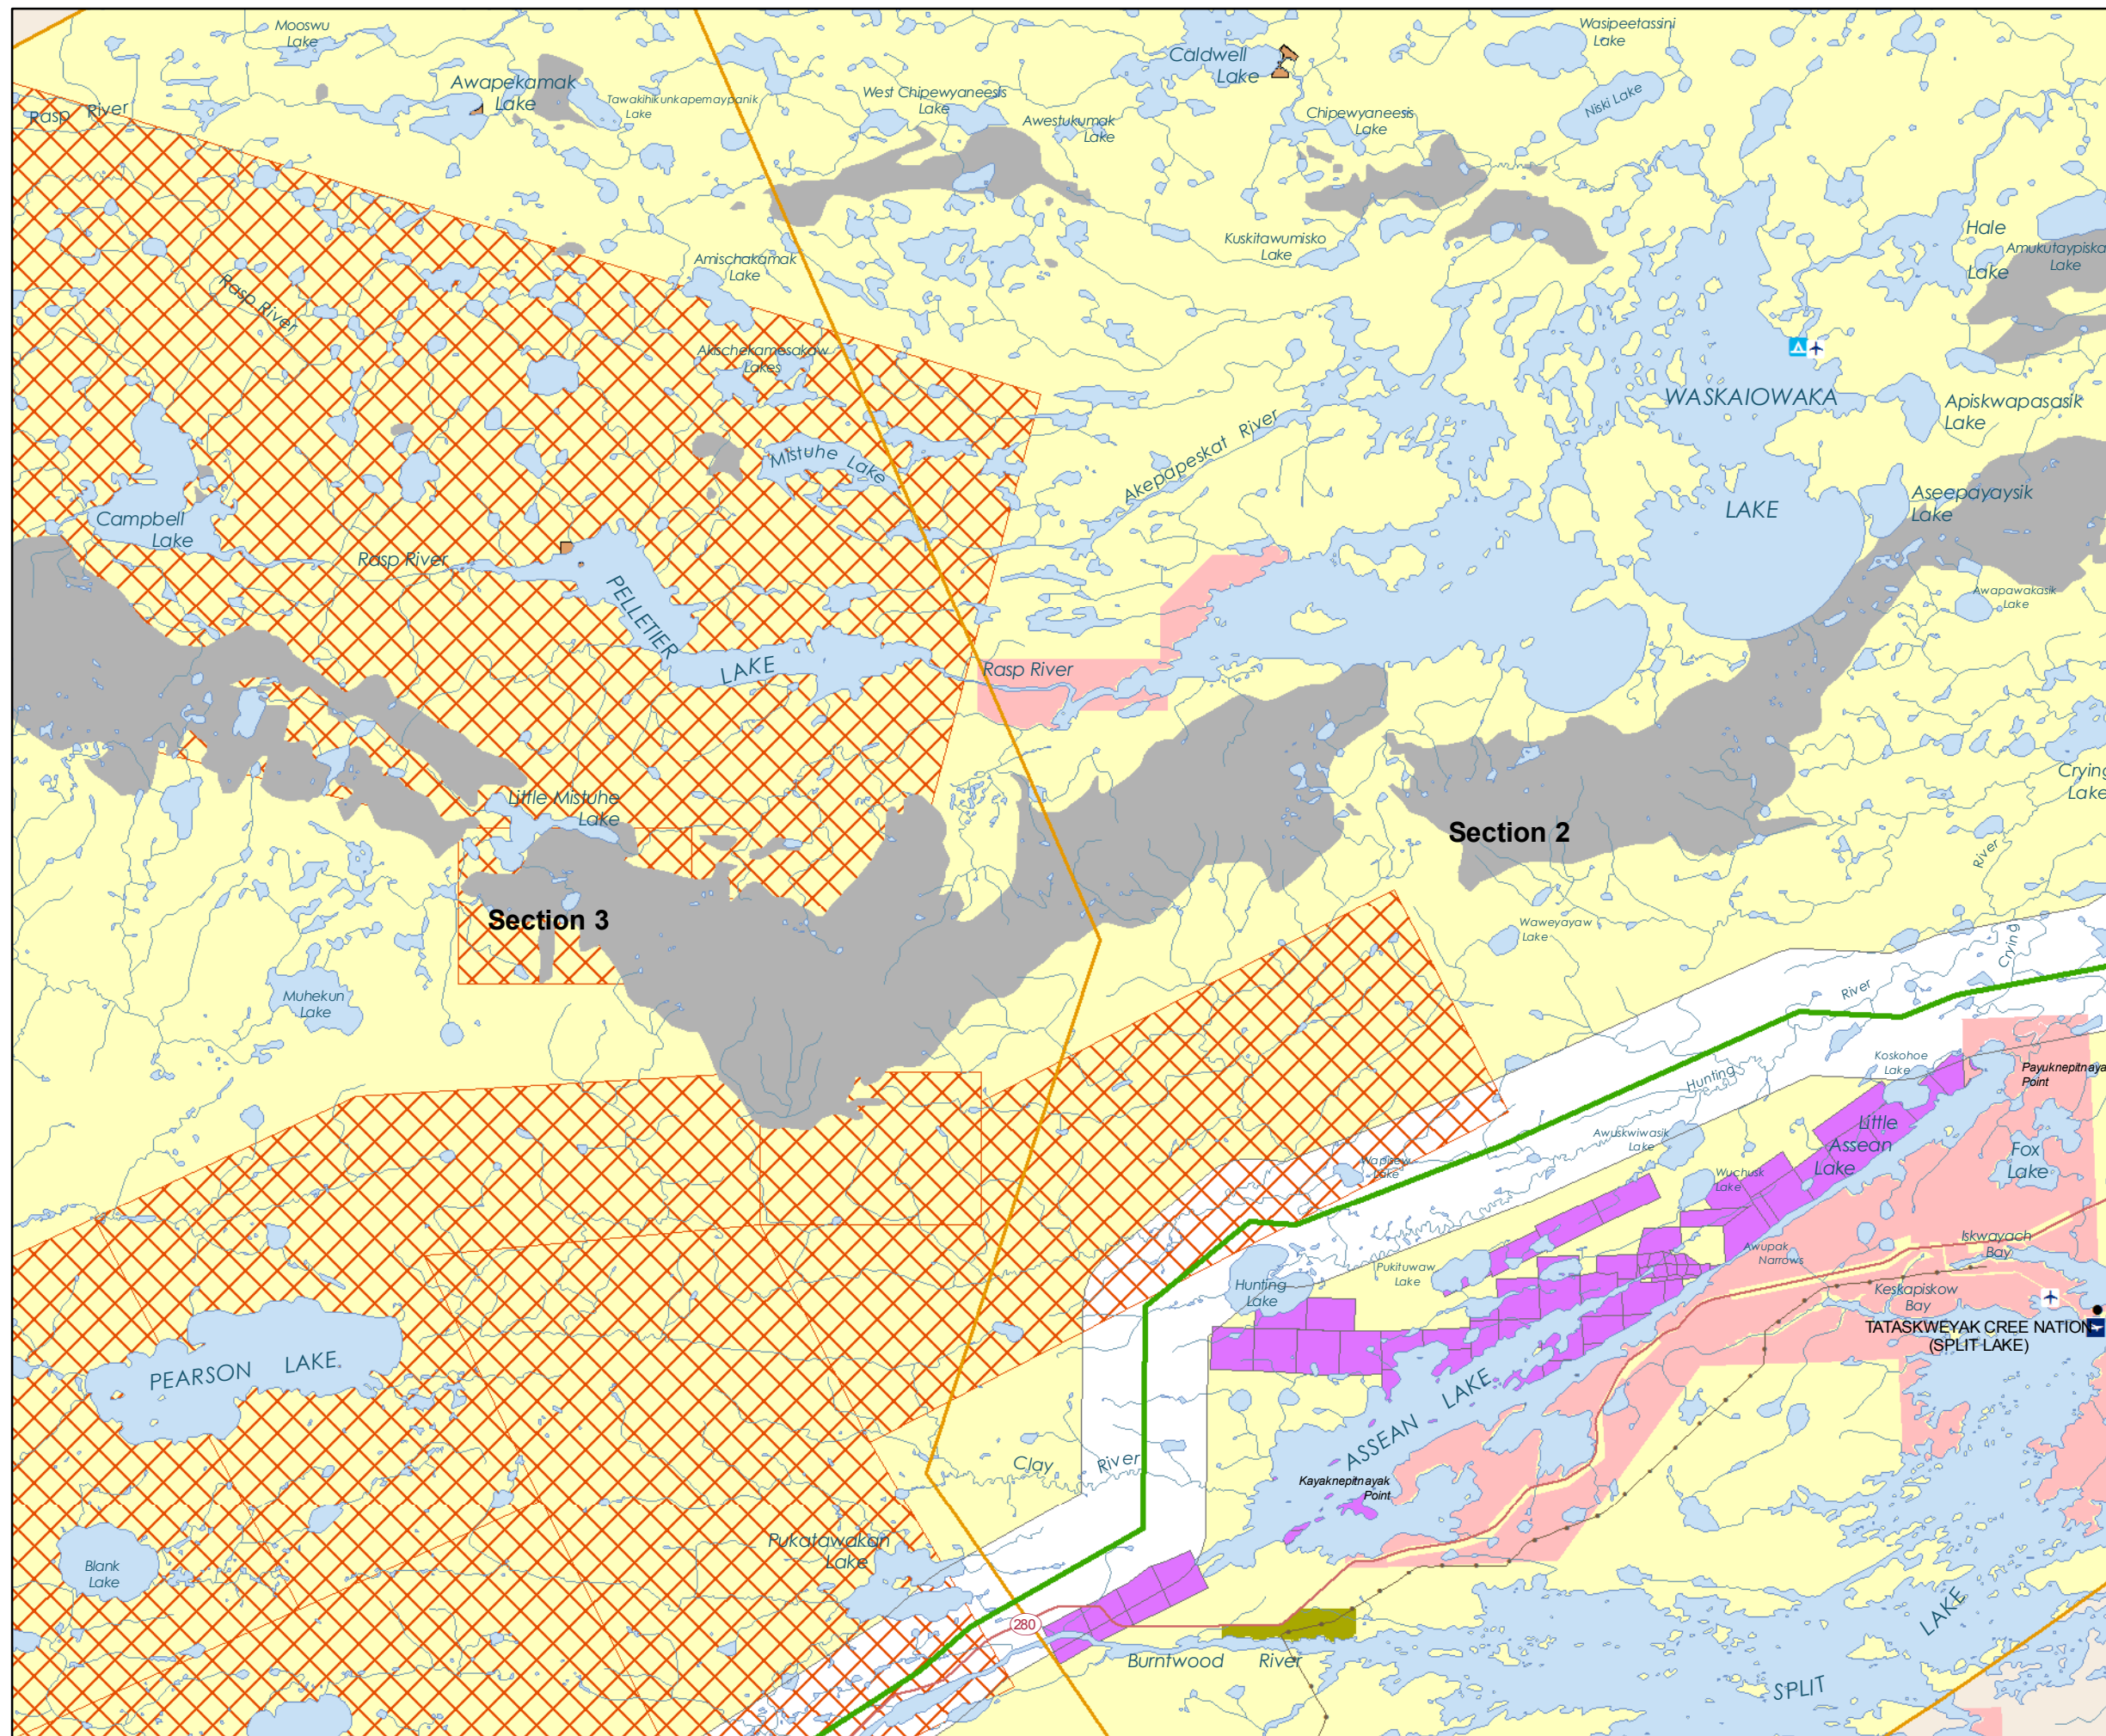 Mooswu
Lake
Awapekamak
Lake
Tawakihikunkapemaypanik
Lake
West Chipewyaneesis
Lake
Awestukumak
Lake
Caldwell
Lake
Chipewyaneesis
Lake
Wasipeetassini
Lake
Niski Lake
Rasp River
Rasp River
Amischakamak
Lake
Kuskitawumisko
Lake
Hale
Lake
Amukutaypiska
Lake
Akischekamesakaw
Lakes
WASKAIOWAKA
LAKE
Apiskwapasasik
Lake
Mistuhe Lake
Akepapeskat River
Aseepayaysik
Lake
Campbell
Lake
Rasp River
PELLETIER
LAKE
Rasp River
Awapawakasik
Lake
Crying
Lake
Little Mistuhe
Lake
Section 2
Section 3
River
Waweyayaw
Lake
Crying
River
Muhekun
Lake
Hunting
Koskohoe
Lake
Payuknepitnaya
Point
Little
Assean
Lake
Fox
Lake
Awuskwiwasik
Lake
Wapisew
Lake
Wuchusk
Lake
Awupak
Narrows
Iskwayach
Bay
Pukituwaw
Lake
Hunting
Lake
Keskapiskow
Bay
TATASKWEYAK CREE NATION
(SPLIT LAKE)
PEARSON LAKE
ASSEAN LAKE
Clay River
Kayaknepitnayak
Point
Pukatawakan
Lake
Blank
Lake
280
Burntwood River
SPLIT
LAKE